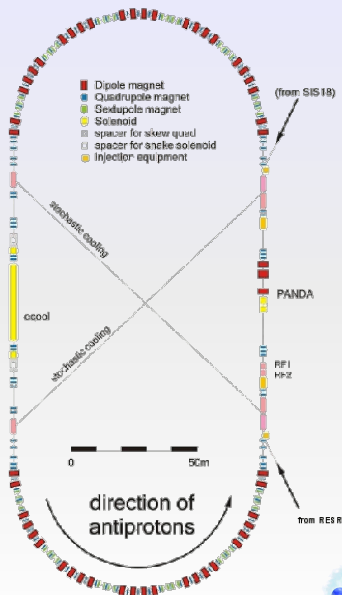 Dipole magnet
Quadrupole magnet
Sextupole magnet
Solenoid
spacer for skew quad
spacer for snake solenoid
Injection equipment
(from SIS18)
stochastic cooling
PANDA
ecool
stochastic cooling
RF1
RF2
0 50m
direction of
antiprotons
from RESR